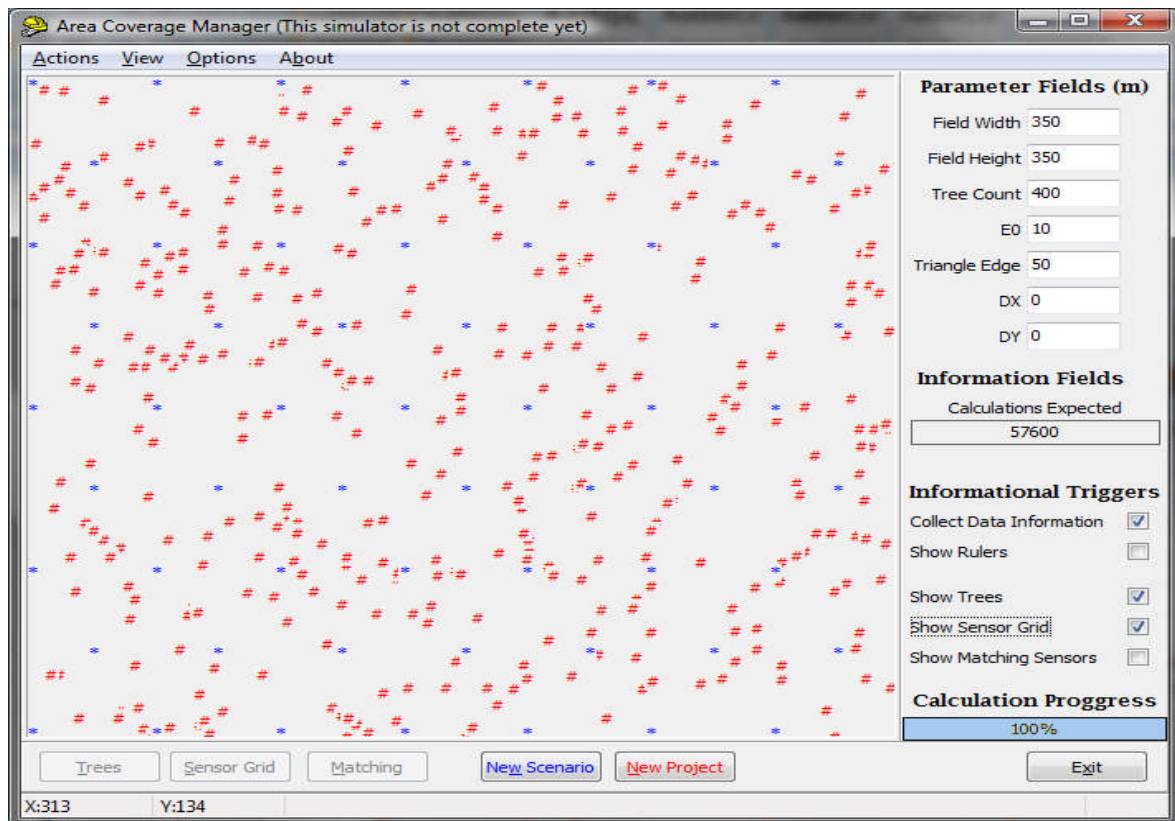 Area Coverage Manager (This simulator is not complete yet)
Actions View Options About
Parameter Fields (m)
Field Width 350
Field Height 350
Tree Count 400
E0 10
Triangle Edge 50
DX 0
DY 0
Information Fields
Calculations Expected
57600
Informational Triggers
Collect Data Information
Show Rulers
Show Trees
Show Sensor Grid
Show Matching Sensors
Calculation Proggress
100%
Trees Sensor Grid Matching New Scenario New Project Exit
X:313 Y:134